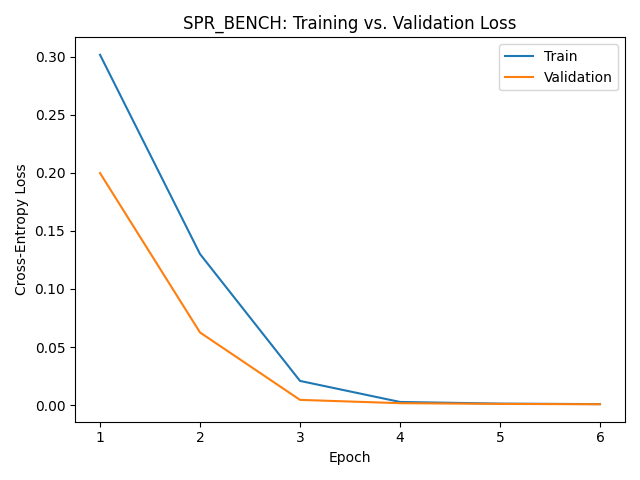 SPR_BENCH: Training vs. Validation Loss
Train
Validation
Cross-Entropy Loss
0.30
0.25
0.20
0.15
0.10
0.05
0.00
1 2 3 4 5 6
Epoch